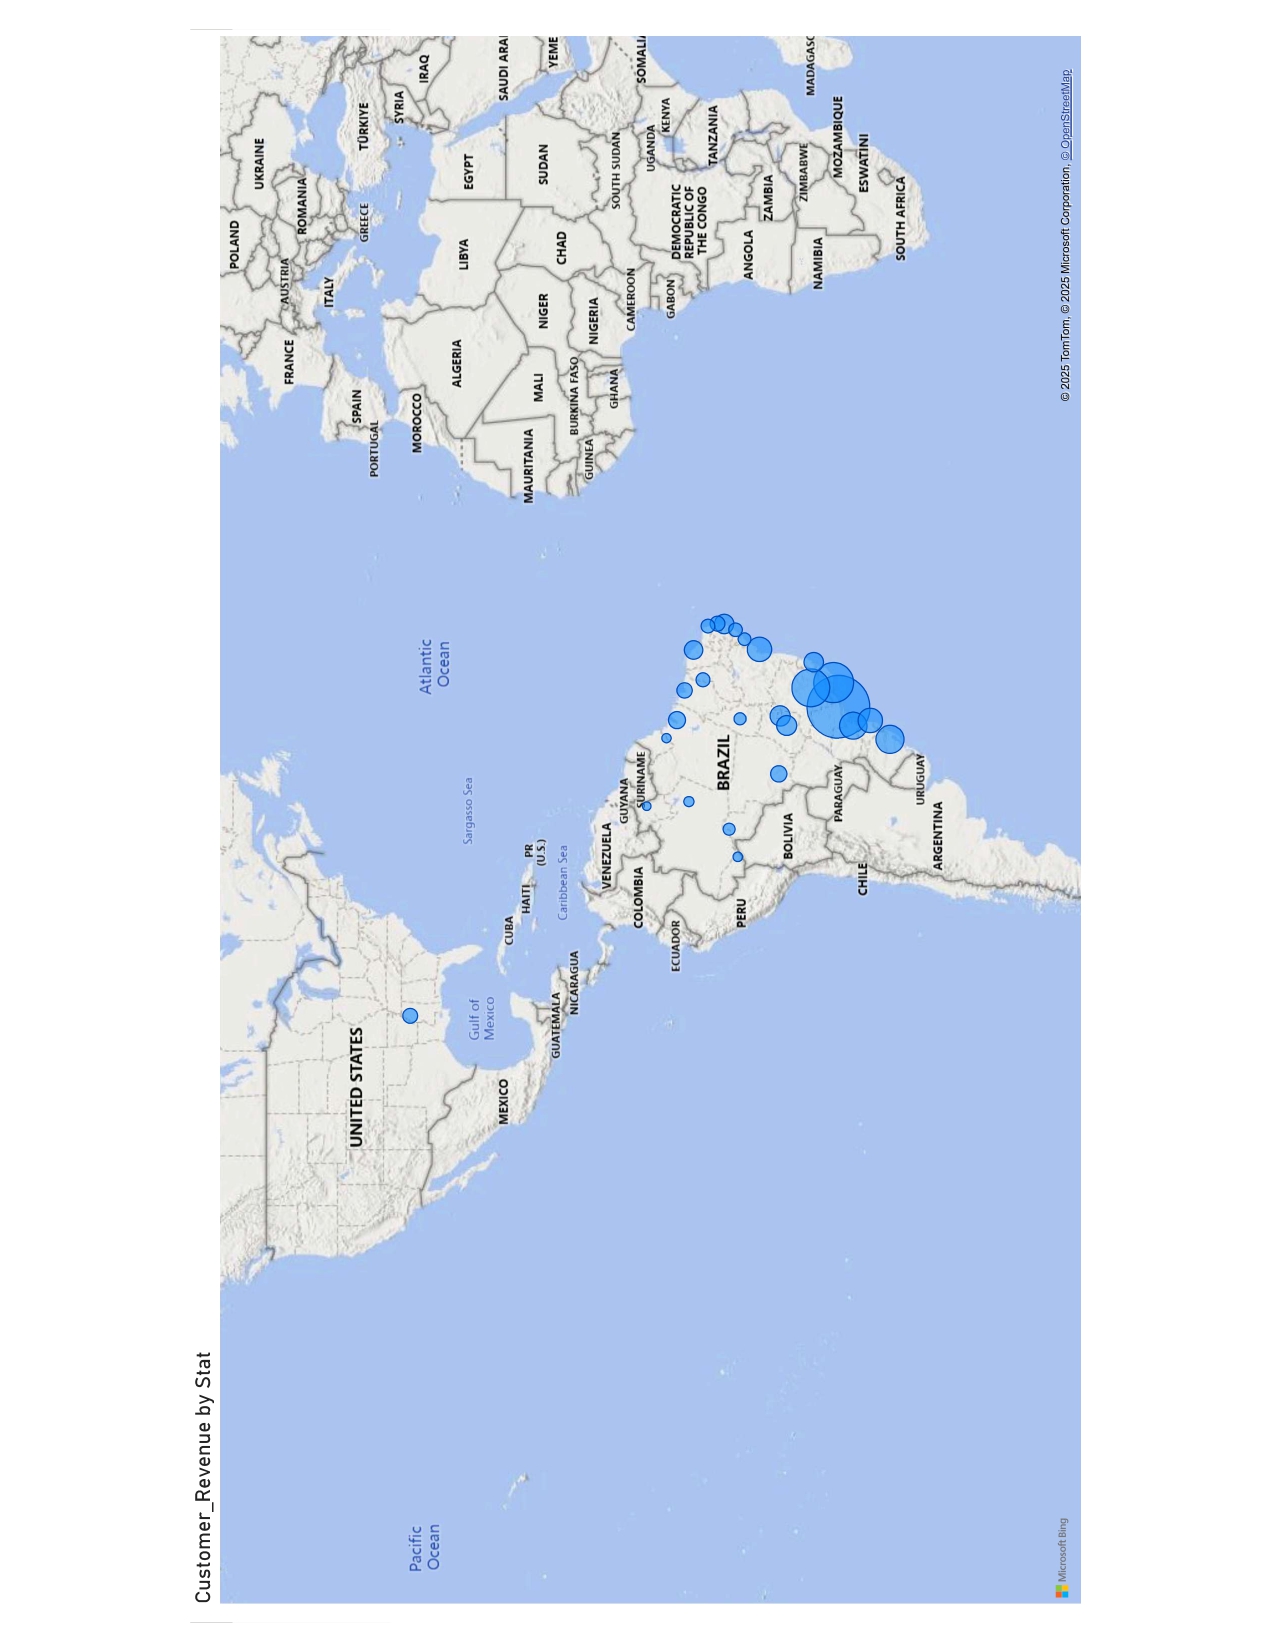 Customer_Revenue by Stat
POLAND
UKRAINE
FRANCE
AUSTRIA
ROMANIA
ITALY
UNITED STATES
SPAIN
PORTUGAL
GREECE
TÜRKIYE
SYRIA
Pacific
Ocean
MOROCCO
IRAQ
Atlantic
Ocean
ALGERIA
LIBYA
EGYPT
Sargasso Sea
Gulf of
Mexico
MEXICO
SAUDI ARA
CUBA
HAITI
PR
(U.S.)
MAURITANIA
MALI
NIGER
SUDAN
YEME
GUATEMALA
Caribbean Sea
CHAD
NICARAGUA
BURKINA FASO
GUINEA
NIGERIA
VENEZUELA
GHANA
SOUTH SUDAN
GUYANA
CAMEROON
COLOMBIA
SURINAME
SOMALI
UGANDA
KENYA
ECUADOR
GABON
DEMOCRATIC
REPUBLIC OF
THE CONGO
TANZANIA
BRAZIL
PERU
ANGOLA
ZAMBIA
BOLIVIA
ZIMBABWE
MADAGASC
NAMIBIA
PARAGUAY
MOZAMBIQUE
CHILE
ESWATINI
SOUTH AFRICA
URUGUAY
ARGENTINA
Microsoft Bing
© 2025 TomTom, © 2025 Microsoft Corporation, © OpenStreetMap